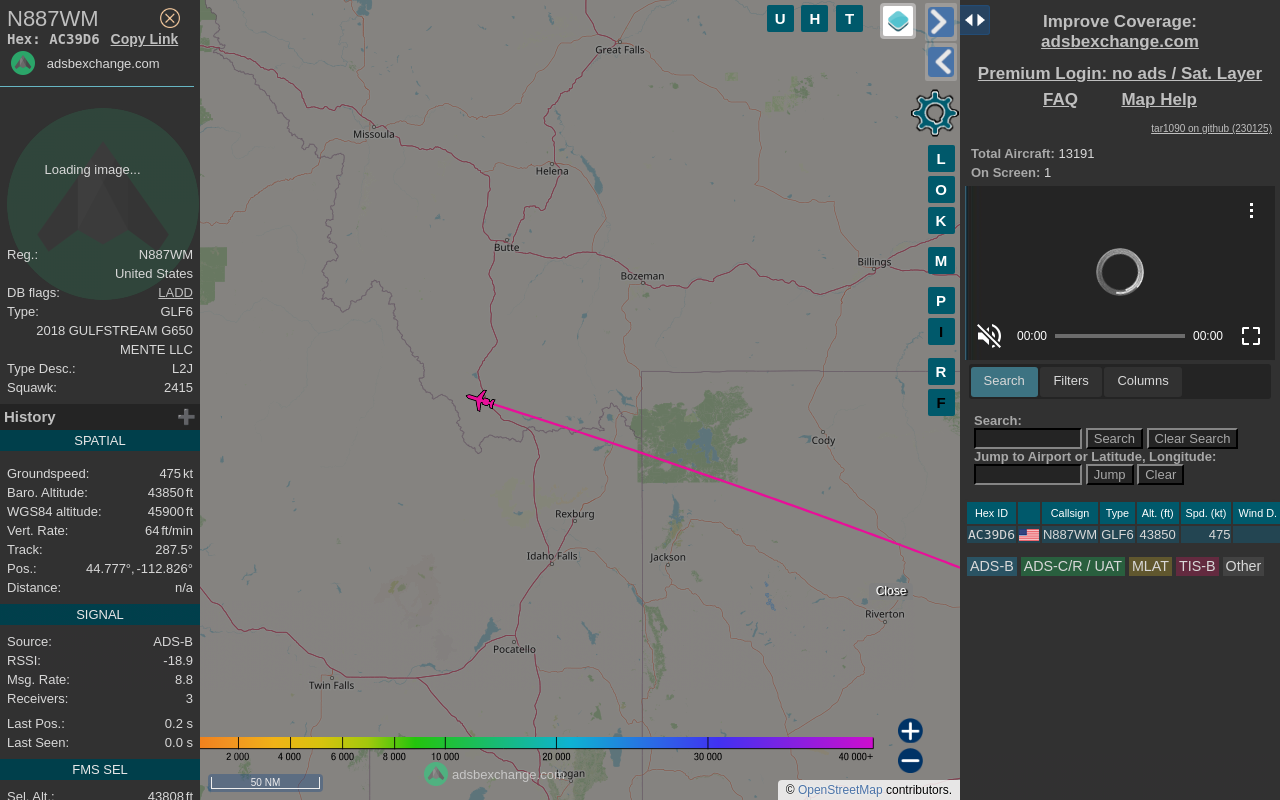 N887WM
Hex: AC39D6 Copy Link
adsbexchange.com
Loading image...
Reg.: N887WM
United States
DB flags: LADD
Type: GLF6
2018 GULFSTREAM G650
MENTE LLC
Type Desc.: L2J
Squawk: 2415
History
SPATIAL
Groundspeed: 475 kt
Baro. Altitude: 43850 ft
WGS84 altitude: 45900 ft
Vert. Rate: 64 ft/min
Track: 287.5°
Pos.: 44.777°, -112.826°
Distance: n/a
SIGNAL
Source: ADS-B
RSSI: -18.9
Msg. Rate: 8.8
Receivers: 3
Last Pos.: 0.2 s
Last Seen: 0.0 s
FMS SEL
Sel. Alt.: 43808 ft
U H T
L
O
K
M
P
I
R
F
Great Falls
Missoula
Helena
Butte
Bozeman
Billings
Cody
Rexburg
Idaho Falls
Jackson
Close
Riverton
Pocatello
Twin Falls
2 000 4 000 6 000 8 000 10 000 20 000 30 000 40 000+
adsbexchange.com
50 NM
© OpenStreetMap contributors.
Improve Coverage:
adsbexchange.com
Premium Login: no ads / Sat. Layer
FAQ Map Help
tar1090 on github (230125)
Total Aircraft: 13191
On Screen: 1
00:00 00:00
Search Filters Columns
Search:
Search Clear Search
Jump to Airport or Latitude, Longitude:
Jump Clear
Hex ID Callsign Type Alt. (ft) Spd. (kt) Wind D.
AC39D6 N887WM GLF6 43850 475
ADS-B ADS-C/R / UAT MLAT TIS-B Other